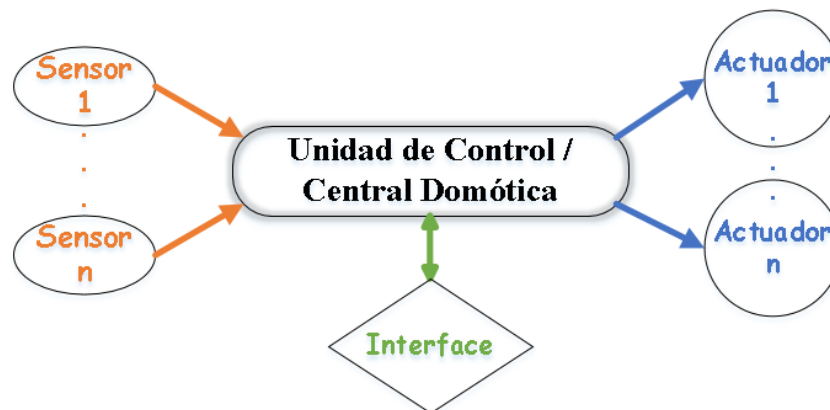 Sensor
1
Actuador
1
Unidad de Control /
Central Domótica
Sensor
n
Actuador
n
Interface